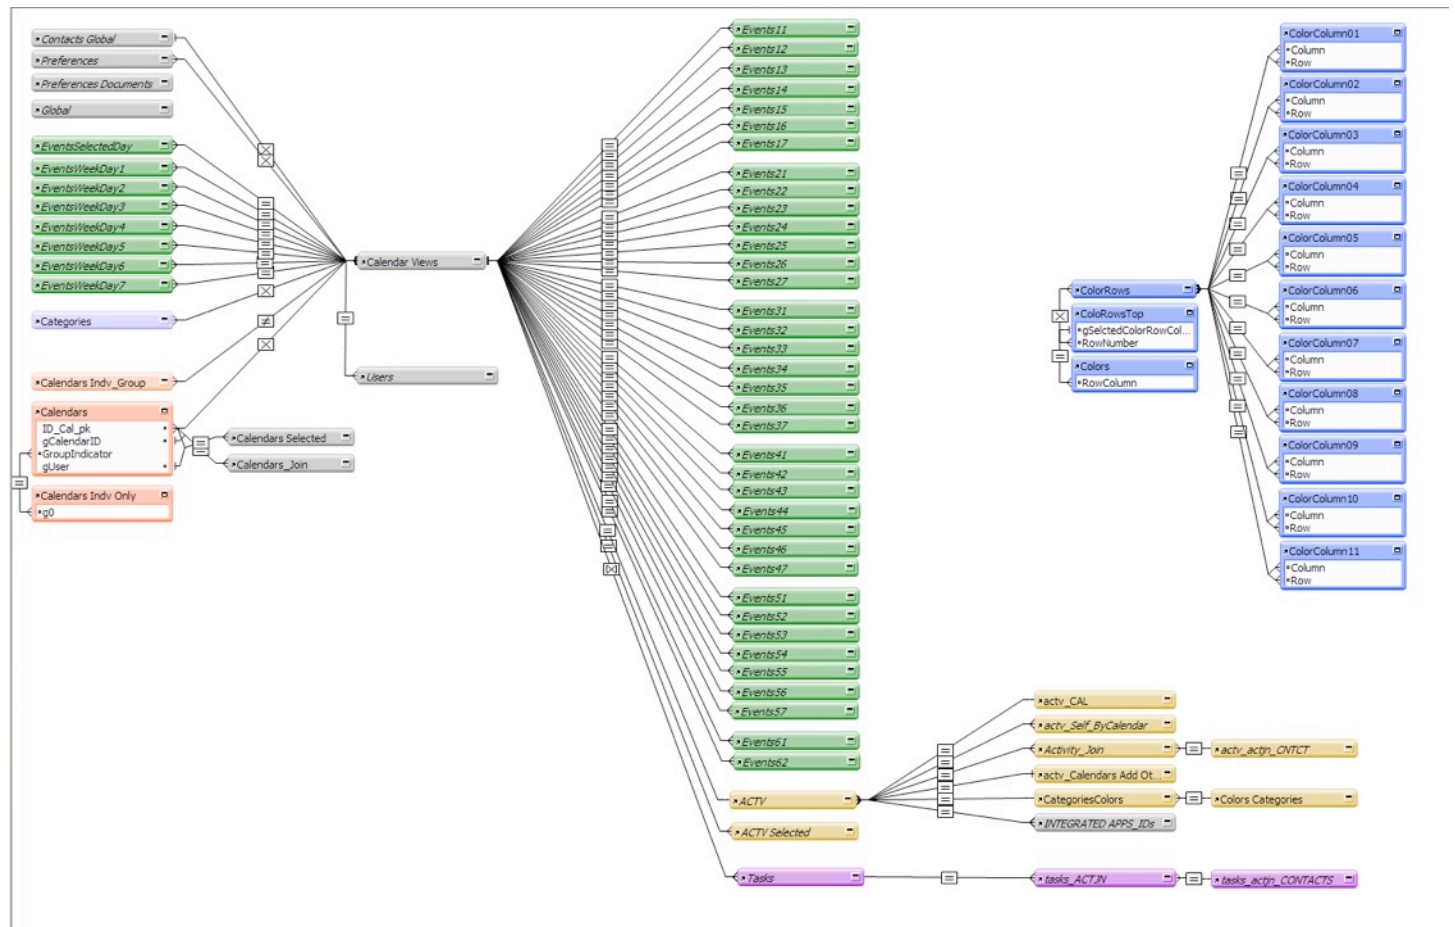 Contacts Global
Preferences
Preferences Documents
Global
EventsSelectedDay
EventsWeekDay1
EventsWeekDay2
EventsWeekDay3
EventsWeekDay4
EventsWeekDay5
EventsWeekDay6
EventsWeekDay7
Categories
Calendars Indv_Group
Calendars
ID_Cal_pk
gCalendarID
GroupIndicator
gUser
Calendars Indv Only
g0
Calendars Selected
Calendars_Join
Calendar Views
Users
Events11
Events12
Events13
Events14
Events15
Events16
Events17
Events21
Events22
Events23
Events24
Events25
Events26
Events27
Events31
Events32
Events33
Events34
Events35
Events36
Events37
Events41
Events42
Events43
Events44
Events45
Events46
Events47
Events51
Events52
Events53
Events54
Events55
Events56
Events57
Events61
Events62
ACTV
ACTV Selected
Tasks
actv_CAL
actv_Self_ByCalendar
Activity_Join
actv_Calendars Add Ot...
CategoriesColors
INTEGRATED APPS_IDs
tasks_ACTJN
actv_actjn_CNTCT
Colors Categories
tasks_actjn_CONTACTS
ColorRows
ColoRowsTop
gSelctedColorRowCol...
RowNumber
Colors
RowColumn
ColorColumn01
Column
Row
ColorColumn02
Column
Row
ColorColumn03
Column
Row
ColorColumn04
Column
Row
ColorColumn05
Column
Row
ColorColumn06
Column
Row
ColorColumn07
Column
Row
ColorColumn08
Column
Row
ColorColumn09
Column
Row
ColorColumn10
Column
Row
ColorColumn11
Column
Row